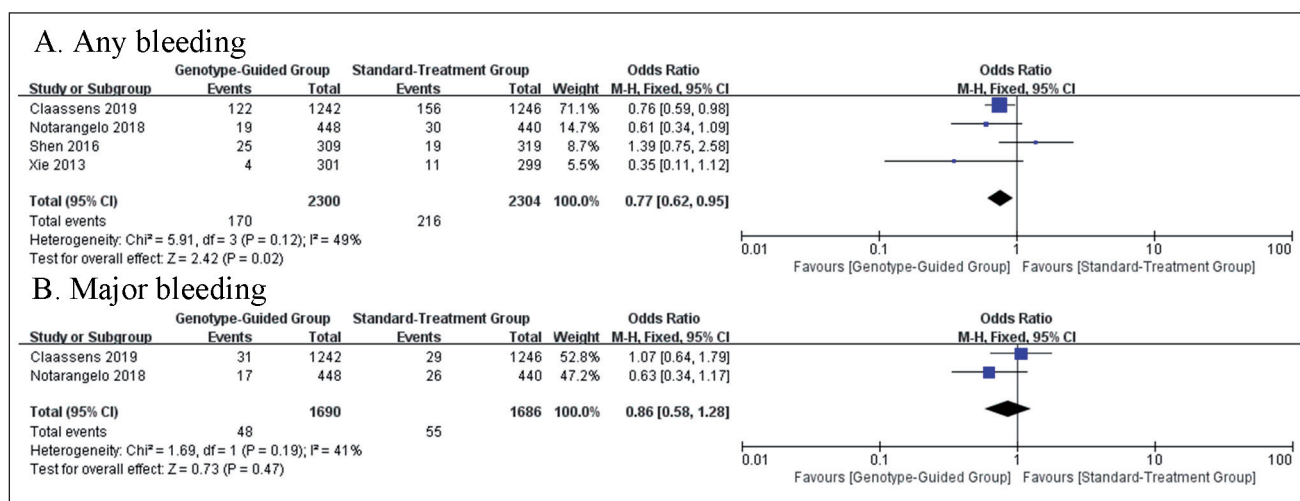 A. Any bleeding
Genotype-Guided Group Standard-Treatment Group Odds Ratio Odds Ratio
Study or Subgroup Events Total Events Total Weight M-H, Fixed, 95% CI M-H, Fixed, 95% CI
Claassens 2019 122 1242 156 1246 71.1% 0.76 [0.59, 0.98]
Notarangelo 2018 19 448 30 440 14.7% 0.61 [0.34, 1.09]
Shen 2016 25 309 19 319 8.7% 1.39 [0.75, 2.58]
Xie 2013 4 301 11 299 5.5% 0.35 [0.11, 1.12]
Total (95% CI) 2300 2304 100.0% 0.77 [0.62, 0.95]
Total events 170 216
Heterogeneity: Chi² = 5.91, df = 3 (P = 0.12); I² = 49%
Test for overall effect: Z = 2.42 (P = 0.02)
0.01 0.1 1 10 100
Favours [Genotype-Guided Group] Favours [Standard-Treatment Group]
B. Major bleeding
Genotype-Guided Group Standard-Treatment Group Odds Ratio Odds Ratio
Study or Subgroup Events Total Events Total Weight M-H, Fixed, 95% CI M-H, Fixed, 95% CI
Claassens 2019 31 1242 29 1246 52.8% 1.07 [0.64, 1.79]
Notarangelo 2018 17 448 26 440 47.2% 0.63 [0.34, 1.17]
Total (95% CI) 1690 1686 100.0% 0.86 [0.58, 1.28]
Total events 48 55
Heterogeneity: Chi² = 1.69, df = 1 (P = 0.19); I² = 41%
Test for overall effect: Z = 0.73 (P = 0.47)
0.01 0.1 1 10 100
Favours [Genotype-Guided Group] Favours [Standard-Treatment Group]